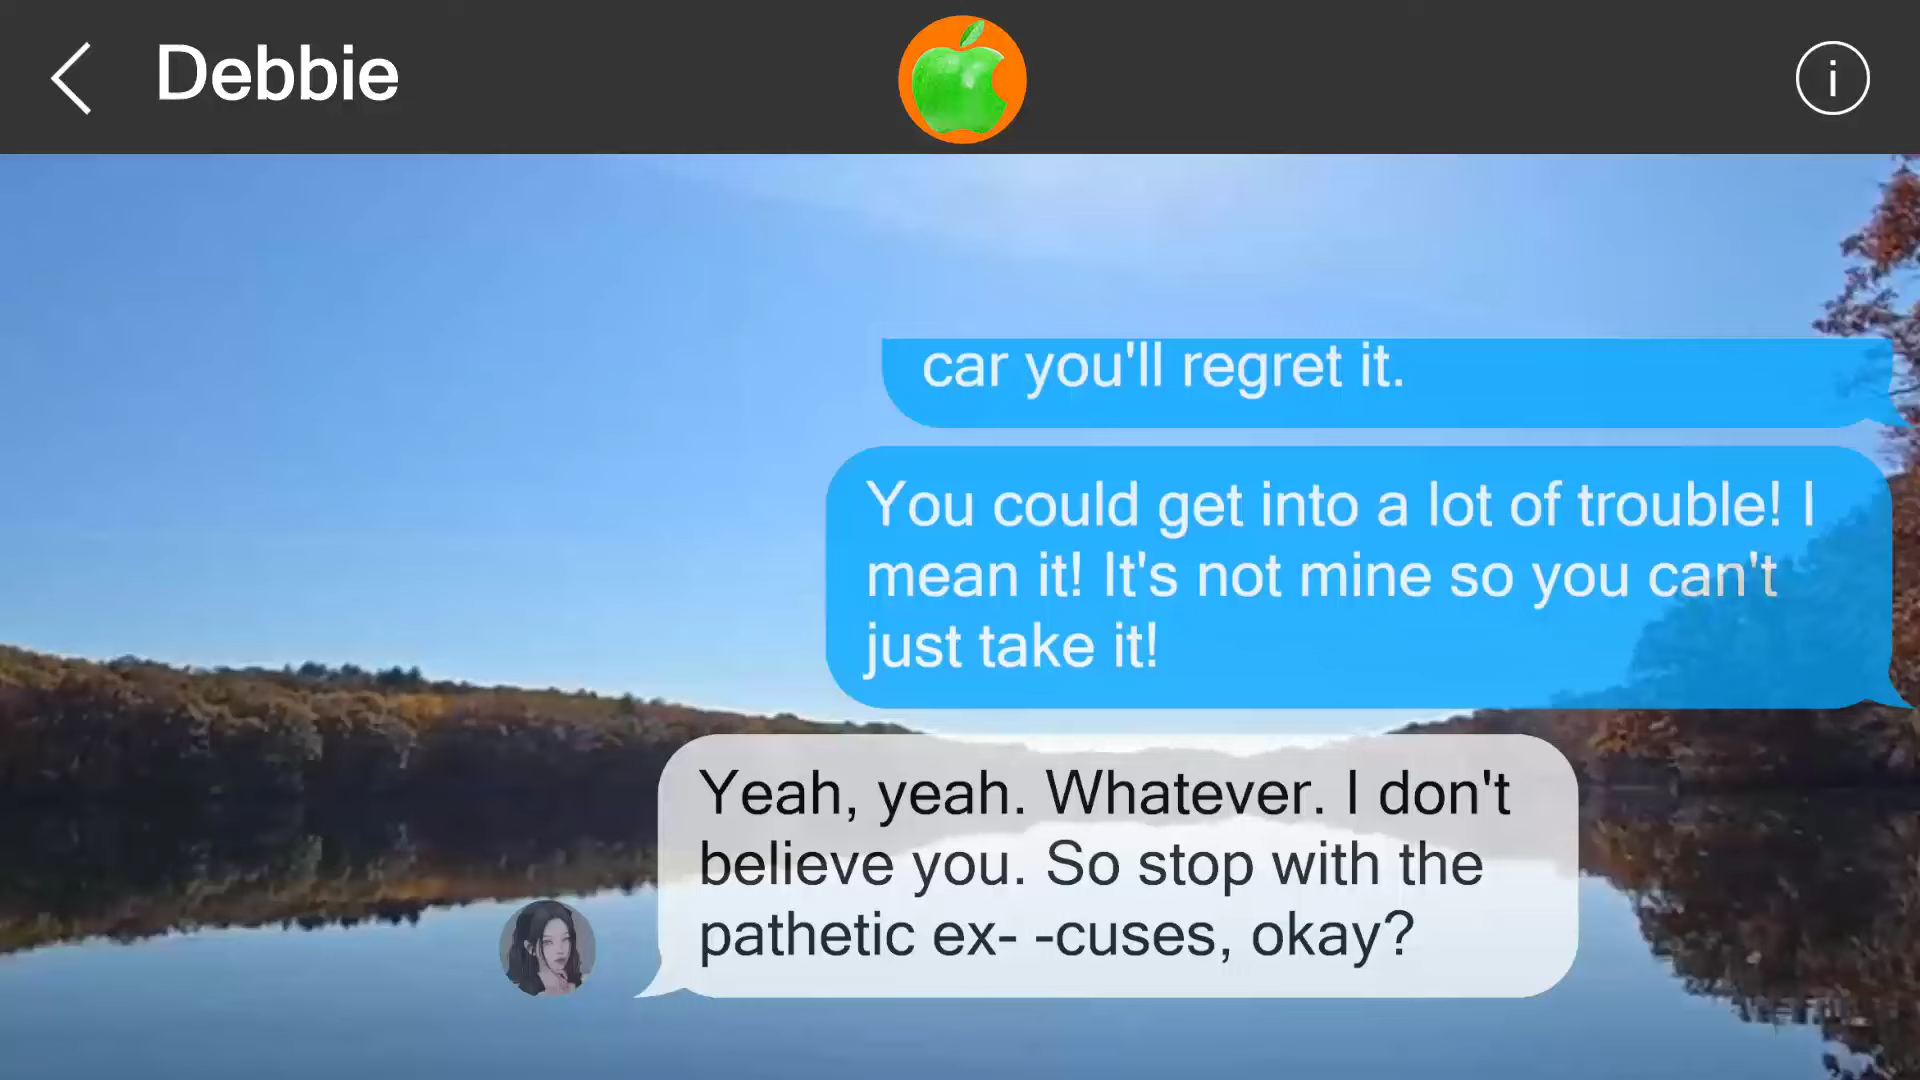 Debbie
i
car you'll regret it.
You could get into a lot of trouble! I
mean it! It's not mine so you can't
just take it!
Yeah, yeah. Whatever. I don't
believe you. So stop with the
pathetic ex- -cuses, okay?